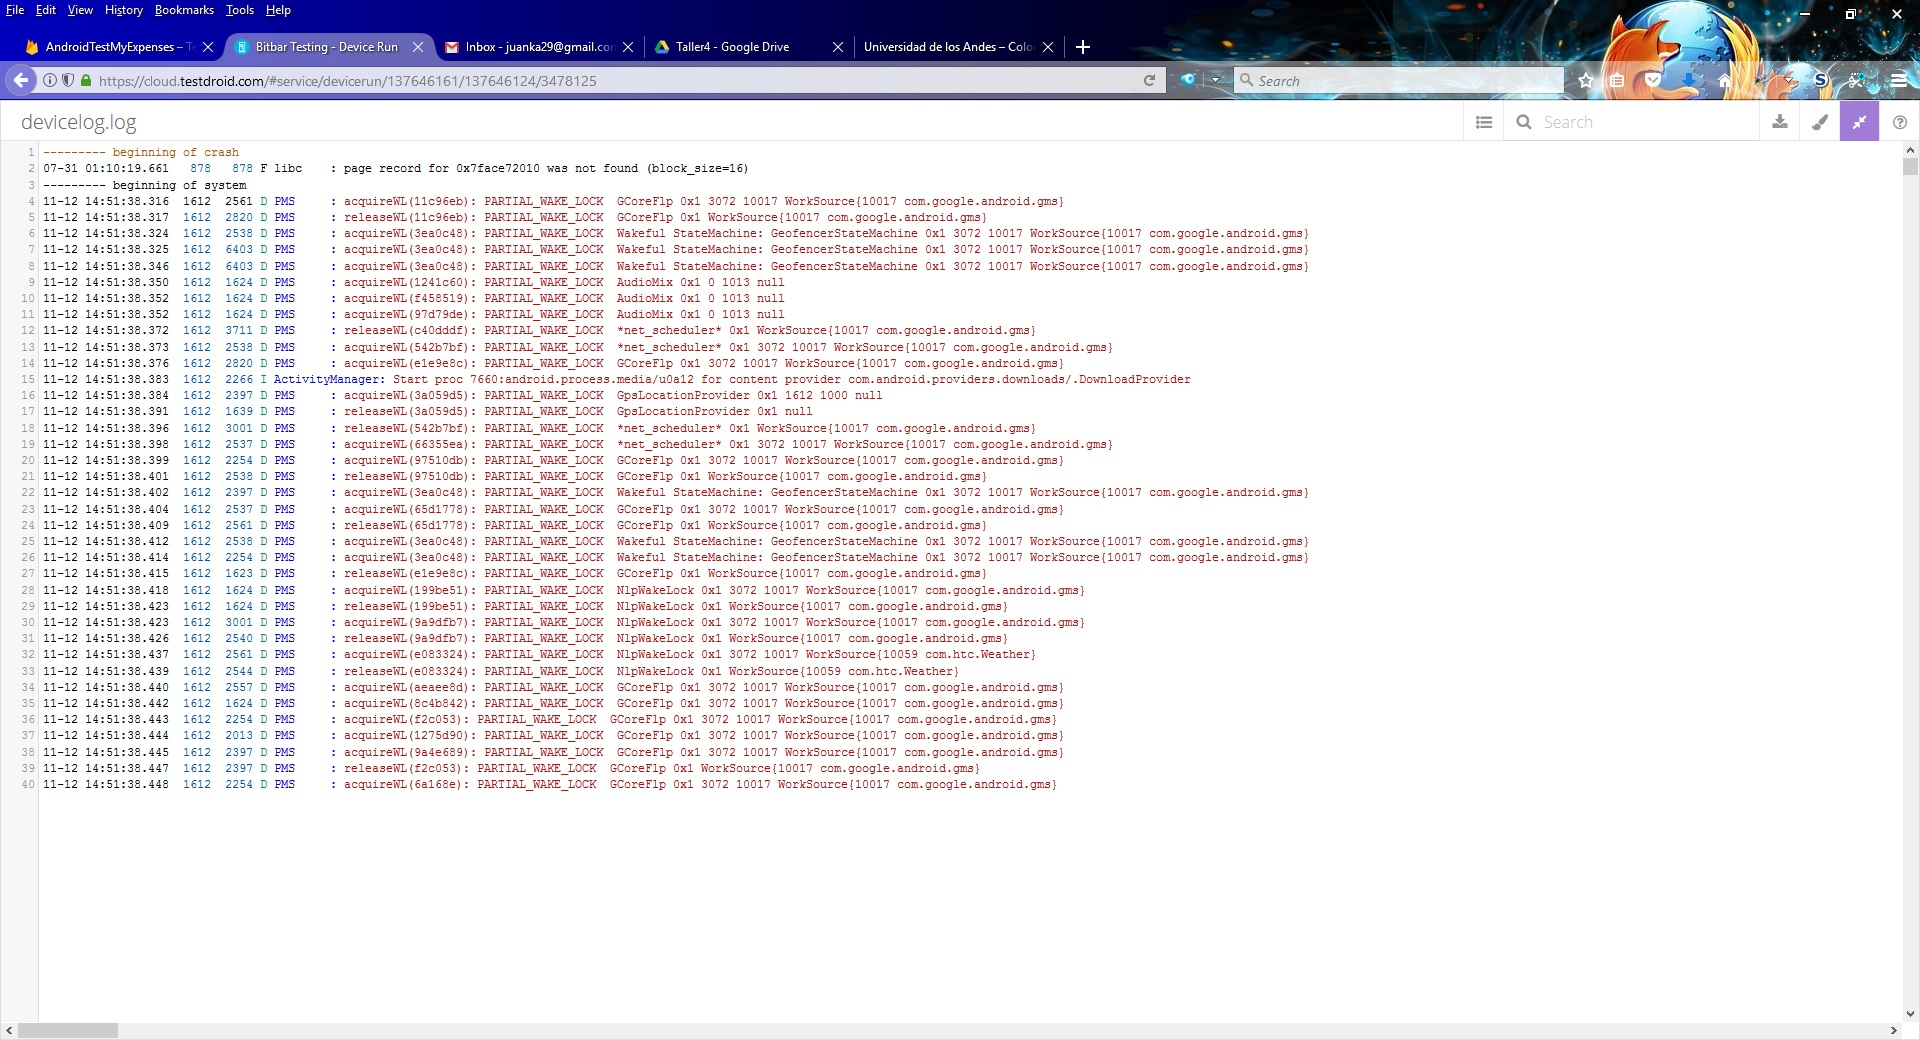 File Edit View History Bookmarks Tools Help
AndroidTestMyExpenses – Te
Bitbar Testing - Device Run
Inbox - juanka29@gmail.co
Taller4 - Google Drive
Universidad de los Andes – Colo
https://cloud.testdroid.com/#service/devicerun/137646161/137646124/3478125
Search
devicelog.log
Search
1 --------- beginning of crash
2 07-31 01:10:19.661 878 878 F libc : page record for 0x7face72010 was not found (block_size=16)
3 --------- beginning of system
4 11-12 14:51:38.316 1612 2561 D PMS : acquireWL(11c96eb): PARTIAL_WAKE_LOCK GCoreFlp 0x1 3072 10017 WorkSource{10017 com.google.android.gms}
5 11-12 14:51:38.317 1612 2820 D PMS : releaseWL(11c96eb): PARTIAL_WAKE_LOCK GCoreFlp 0x1 WorkSource{10017 com.google.android.gms}
6 11-12 14:51:38.324 1612 2538 D PMS : acquireWL(3ea0c48): PARTIAL_WAKE_LOCK Wakeful StateMachine: GeofencerStateMachine 0x1 3072 10017 WorkSource{10017 com.google.android.gms}
7 11-12 14:51:38.325 1612 6403 D PMS : acquireWL(3ea0c48): PARTIAL_WAKE_LOCK Wakeful StateMachine: GeofencerStateMachine 0x1 3072 10017 WorkSource{10017 com.google.android.gms}
8 11-12 14:51:38.346 1612 6403 D PMS : acquireWL(3ea0c48): PARTIAL_WAKE_LOCK Wakeful StateMachine: GeofencerStateMachine 0x1 3072 10017 WorkSource{10017 com.google.android.gms}
9 11-12 14:51:38.350 1612 1624 D PMS : acquireWL(1241c60): PARTIAL_WAKE_LOCK AudioMix 0x1 0 1013 null
10 11-12 14:51:38.352 1612 1624 D PMS : acquireWL(f458519): PARTIAL_WAKE_LOCK AudioMix 0x1 0 1013 null
11 11-12 14:51:38.352 1612 1624 D PMS : acquireWL(97d79de): PARTIAL_WAKE_LOCK AudioMix 0x1 0 1013 null
12 11-12 14:51:38.372 1612 3711 D PMS : releaseWL(c40dddf): PARTIAL_WAKE_LOCK *net_scheduler* 0x1 WorkSource{10017 com.google.android.gms}
13 11-12 14:51:38.373 1612 2538 D PMS : acquireWL(542b7bf): PARTIAL_WAKE_LOCK *net_scheduler* 0x1 3072 10017 WorkSource{10017 com.google.android.gms}
14 11-12 14:51:38.376 1612 2820 D PMS : acquireWL(e1e9e8c): PARTIAL_WAKE_LOCK GCoreFlp 0x1 3072 10017 WorkSource{10017 com.google.android.gms}
15 11-12 14:51:38.383 1612 2266 I ActivityManager: Start proc 7660:android.process.media/u0a12 for content provider com.android.providers.downloads/.DownloadProvider
16 11-12 14:51:38.384 1612 2397 D PMS : acquireWL(3a059d5): PARTIAL_WAKE_LOCK GpsLocationProvider 0x1 1612 1000 null
17 11-12 14:51:38.391 1612 1639 D PMS : releaseWL(3a059d5): PARTIAL_WAKE_LOCK GpsLocationProvider 0x1 null
18 11-12 14:51:38.396 1612 3001 D PMS : releaseWL(542b7bf): PARTIAL_WAKE_LOCK *net_scheduler* 0x1 WorkSource{10017 com.google.android.gms}
19 11-12 14:51:38.398 1612 2537 D PMS : acquireWL(66355ea): PARTIAL_WAKE_LOCK *net_scheduler* 0x1 3072 10017 WorkSource{10017 com.google.android.gms}
20 11-12 14:51:38.399 1612 2254 D PMS : acquireWL(97510db): PARTIAL_WAKE_LOCK GCoreFlp 0x1 3072 10017 WorkSource{10017 com.google.android.gms}
21 11-12 14:51:38.401 1612 2538 D PMS : releaseWL(97510db): PARTIAL_WAKE_LOCK GCoreFlp 0x1 WorkSource{10017 com.google.android.gms}
22 11-12 14:51:38.402 1612 2397 D PMS : acquireWL(3ea0c48): PARTIAL_WAKE_LOCK Wakeful StateMachine: GeofencerStateMachine 0x1 3072 10017 WorkSource{10017 com.google.android.gms}
23 11-12 14:51:38.404 1612 2537 D PMS : acquireWL(65d1778): PARTIAL_WAKE_LOCK GCoreFlp 0x1 3072 10017 WorkSource{10017 com.google.android.gms}
24 11-12 14:51:38.409 1612 2561 D PMS : releaseWL(65d1778): PARTIAL_WAKE_LOCK GCoreFlp 0x1 WorkSource{10017 com.google.android.gms}
25 11-12 14:51:38.412 1612 2538 D PMS : acquireWL(3ea0c48): PARTIAL_WAKE_LOCK Wakeful StateMachine: GeofencerStateMachine 0x1 3072 10017 WorkSource{10017 com.google.android.gms}
26 11-12 14:51:38.414 1612 2254 D PMS : acquireWL(3ea0c48): PARTIAL_WAKE_LOCK Wakeful StateMachine: GeofencerStateMachine 0x1 3072 10017 WorkSource{10017 com.google.android.gms}
27 11-12 14:51:38.415 1612 1623 D PMS : releaseWL(e1e9e8c): PARTIAL_WAKE_LOCK GCoreFlp 0x1 WorkSource{10017 com.google.android.gms}
28 11-12 14:51:38.418 1612 1624 D PMS : acquireWL(199be51): PARTIAL_WAKE_LOCK NlpWakeLock 0x1 3072 10017 WorkSource{10017 com.google.android.gms}
29 11-12 14:51:38.423 1612 1624 D PMS : releaseWL(199be51): PARTIAL_WAKE_LOCK NlpWakeLock 0x1 WorkSource{10017 com.google.android.gms}
30 11-12 14:51:38.423 1612 3001 D PMS : acquireWL(9a9dfb7): PARTIAL_WAKE_LOCK NlpWakeLock 0x1 3072 10017 WorkSource{10017 com.google.android.gms}
31 11-12 14:51:38.426 1612 2540 D PMS : releaseWL(9a9dfb7): PARTIAL_WAKE_LOCK NlpWakeLock 0x1 WorkSource{10017 com.google.android.gms}
32 11-12 14:51:38.437 1612 2561 D PMS : acquireWL(e083324): PARTIAL_WAKE_LOCK NlpWakeLock 0x1 3072 10017 WorkSource{10059 com.htc.Weather}
33 11-12 14:51:38.439 1612 2544 D PMS : releaseWL(e083324): PARTIAL_WAKE_LOCK NlpWakeLock 0x1 WorkSource{10059 com.htc.Weather}
34 11-12 14:51:38.440 1612 2557 D PMS : acquireWL(aeaee8d): PARTIAL_WAKE_LOCK GCoreFlp 0x1 3072 10017 WorkSource{10017 com.google.android.gms}
35 11-12 14:51:38.442 1612 1624 D PMS : acquireWL(8c4b842): PARTIAL_WAKE_LOCK GCoreFlp 0x1 3072 10017 WorkSource{10017 com.google.android.gms}
36 11-12 14:51:38.443 1612 2254 D PMS : acquireWL(f2c053): PARTIAL_WAKE_LOCK GCoreFlp 0x1 3072 10017 WorkSource{10017 com.google.android.gms}
37 11-12 14:51:38.444 1612 2013 D PMS : acquireWL(1275d90): PARTIAL_WAKE_LOCK GCoreFlp 0x1 3072 10017 WorkSource{10017 com.google.android.gms}
38 11-12 14:51:38.445 1612 2397 D PMS : acquireWL(9a4e689): PARTIAL_WAKE_LOCK GCoreFlp 0x1 3072 10017 WorkSource{10017 com.google.android.gms}
39 11-12 14:51:38.447 1612 2397 D PMS : releaseWL(f2c053): PARTIAL_WAKE_LOCK GCoreFlp 0x1 WorkSource{10017 com.google.android.gms}
40 11-12 14:51:38.448 1612 2254 D PMS : acquireWL(6a168e): PARTIAL_WAKE_LOCK GCoreFlp 0x1 3072 10017 WorkSource{10017 com.google.android.gms}